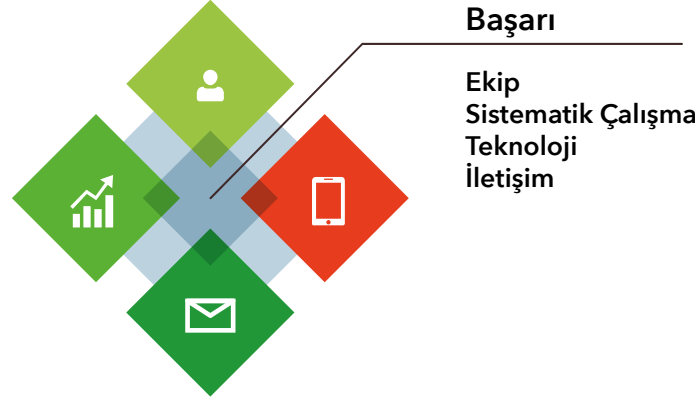 Başarı
Ekip
Sistematik Çalışma
Teknoloji
İletişim